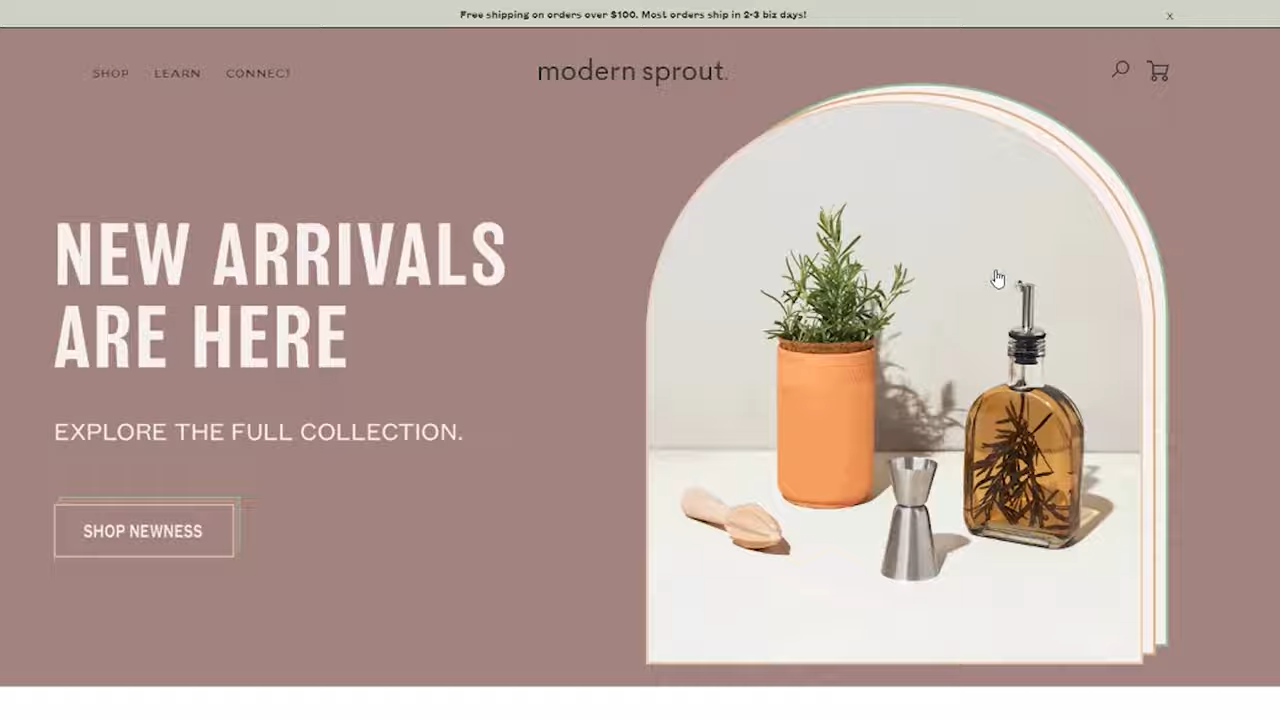 Free shipping on orders over $100. Most orders ship in 2-3 biz days!
X
SHOP LEARN CONNECT
modern sprout.
NEW ARRIVALS
ARE HERE
EXPLORE THE FULL COLLECTION.
SHOP NEWNESS